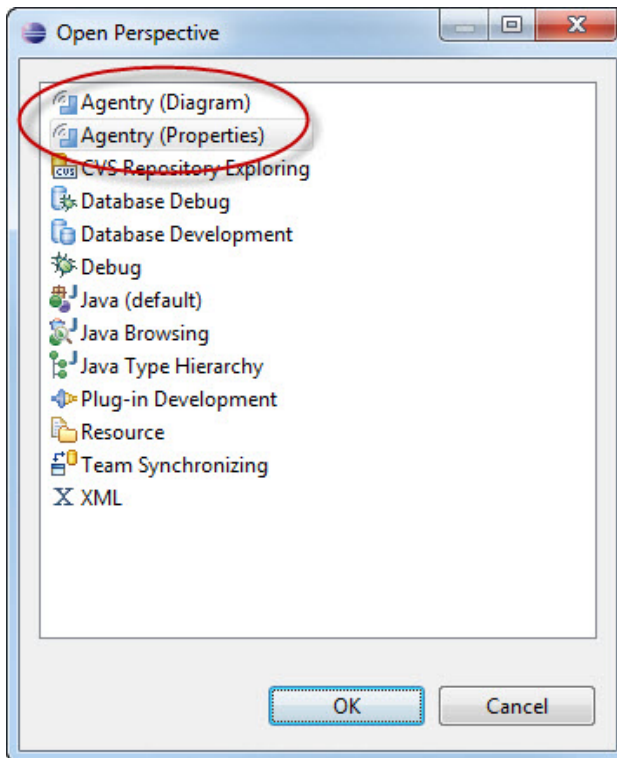 Open Perspective
Agentry (Diagram)
Agentry (Properties)
CVS CVS Repository Exploring
Database Debug
Database Development
Debug
Java (default)
Java Browsing
Java Type Hierarchy
Plug-in Development
Resource
Team Synchronizing
X XML
OK
Cancel